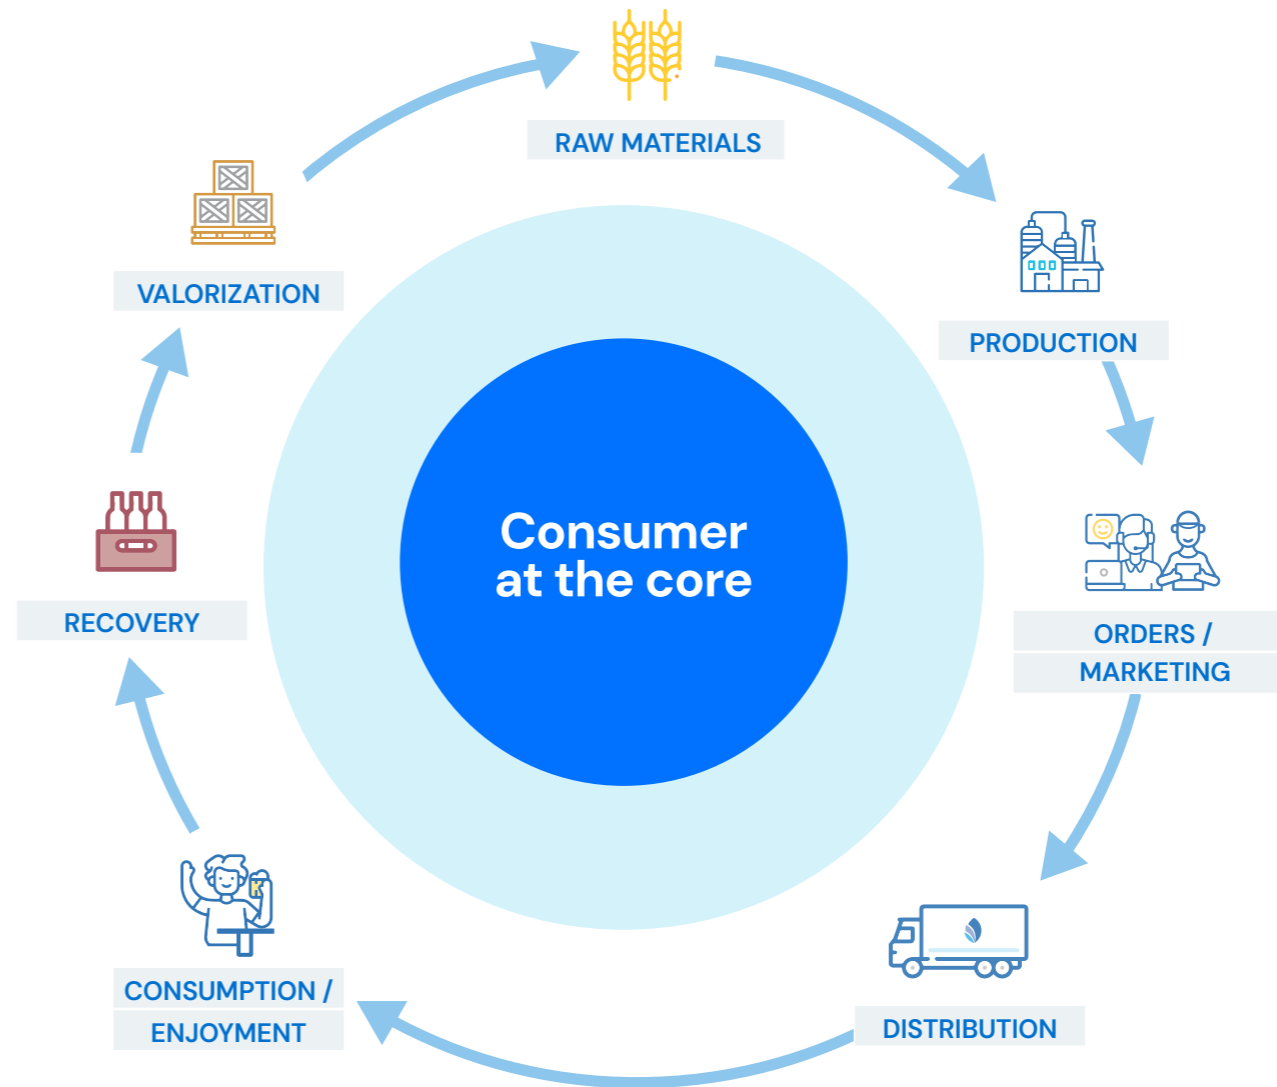 RAW MATERIALS
PRODUCTION
ORDERS /
MARKETING
DISTRIBUTION
CONSUMPTION /
ENJOYMENT
RECOVERY
VALORIZATION
Consumer
at the core